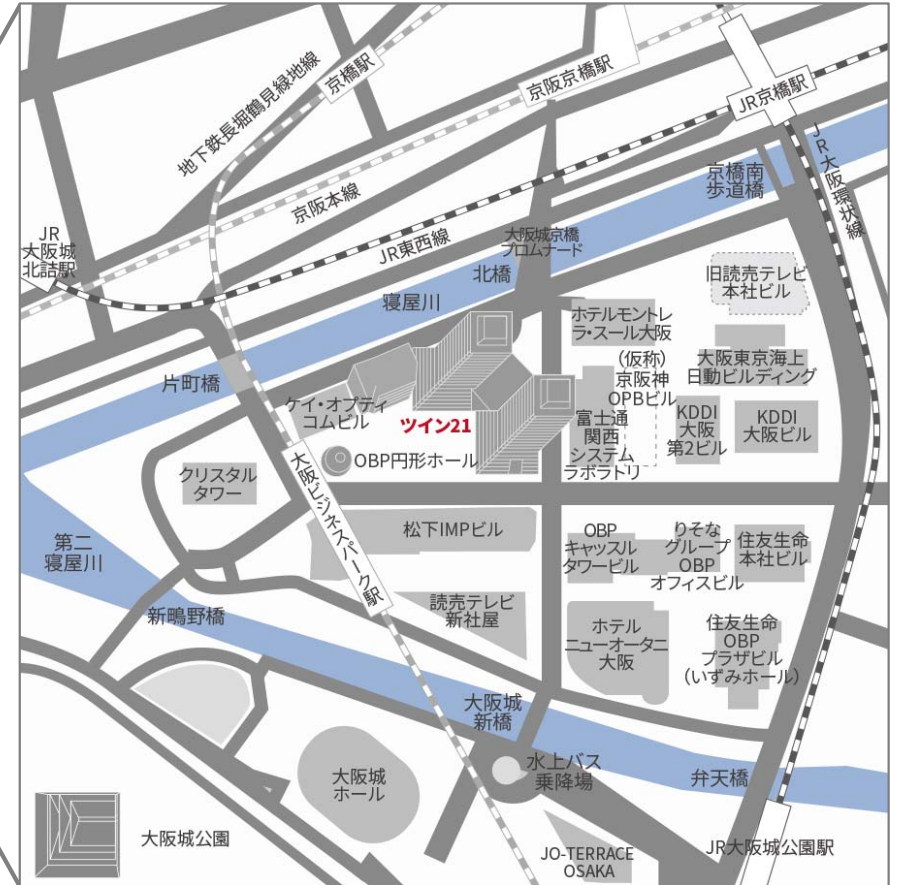 地下鉄長堀鶴見緑地線
京橋駅
京阪京橋駅
JR京橋駅
JR大阪環状線
京阪本線
JR東西線
JR
大阪城
北詰駅
京橋南
歩道橋
大阪城京橋
プロムナード
北橋
寝屋川
片町橋
旧読売テレビ
本社ビル
ホテルモントレ
ラ・スール大阪
(仮称)
京阪神
OPBビル
大阪東京海上
日動ビルディング
ケイ・オプティ
コムビル
ツイン21
富士通
関西
システム
ラボラトリ
KDDI
大阪
第2ビル
KDDI
大阪ビル
OBP円形ホール
クリスタル
タワー
大阪ビジネスパーク駅
松下IMPビル
OBP
キャッスル
タワービル
りそな
グループ
OBP
オフィスビル
住友生命
本社ビル
第二
寝屋川
新鴫野橋
読売テレビ
新社屋
ホテル
ニューオータニ
大阪
住友生命
OBP
プラザビル
(いずみホール)
大阪城
新橋
大阪城
ホール
水上バス
乗降場
弁天橋
大阪城公園
JO-TERRACE
OSAKA
JR大阪城公園駅